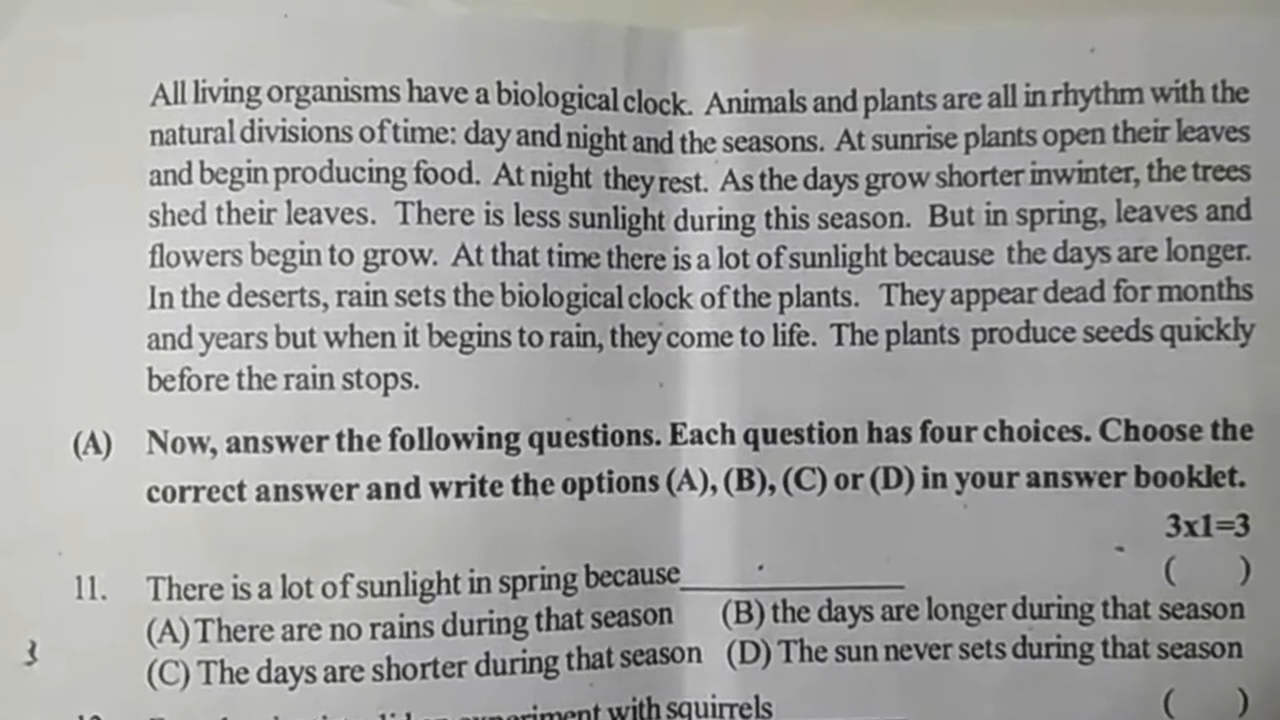 All living organisms have a biological clock. Animals and plants are all in rhythm with the
natural divisions of time: day and night and the seasons. At sunrise plants open their leaves
and begin producing food. At night they rest. As the days grow shorter inwinter, the trees
shed their leaves. There is less sunlight during this season. But in spring, leaves and
flowers begin to grow. At that time there is a lot of sunlight because the days are longer.
In the deserts, rain sets the biological clock of the plants. They appear dead for months
and years but when it begins to rain, they come to life. The plants produce seeds quickly
before the rain stops.
(A) Now, answer the following questions. Each question has four choices. Choose the
correct answer and write the options (A), (B), (C) or (D) in your answer booklet.
3x1=3
11. There is a lot of sunlight in spring because__________ ( )
(A) There are no rains during that season (B) the days are longer during that season
3 (C) The days are shorter during that season (D) The sun never sets during that season
experiment with squirrels ( )